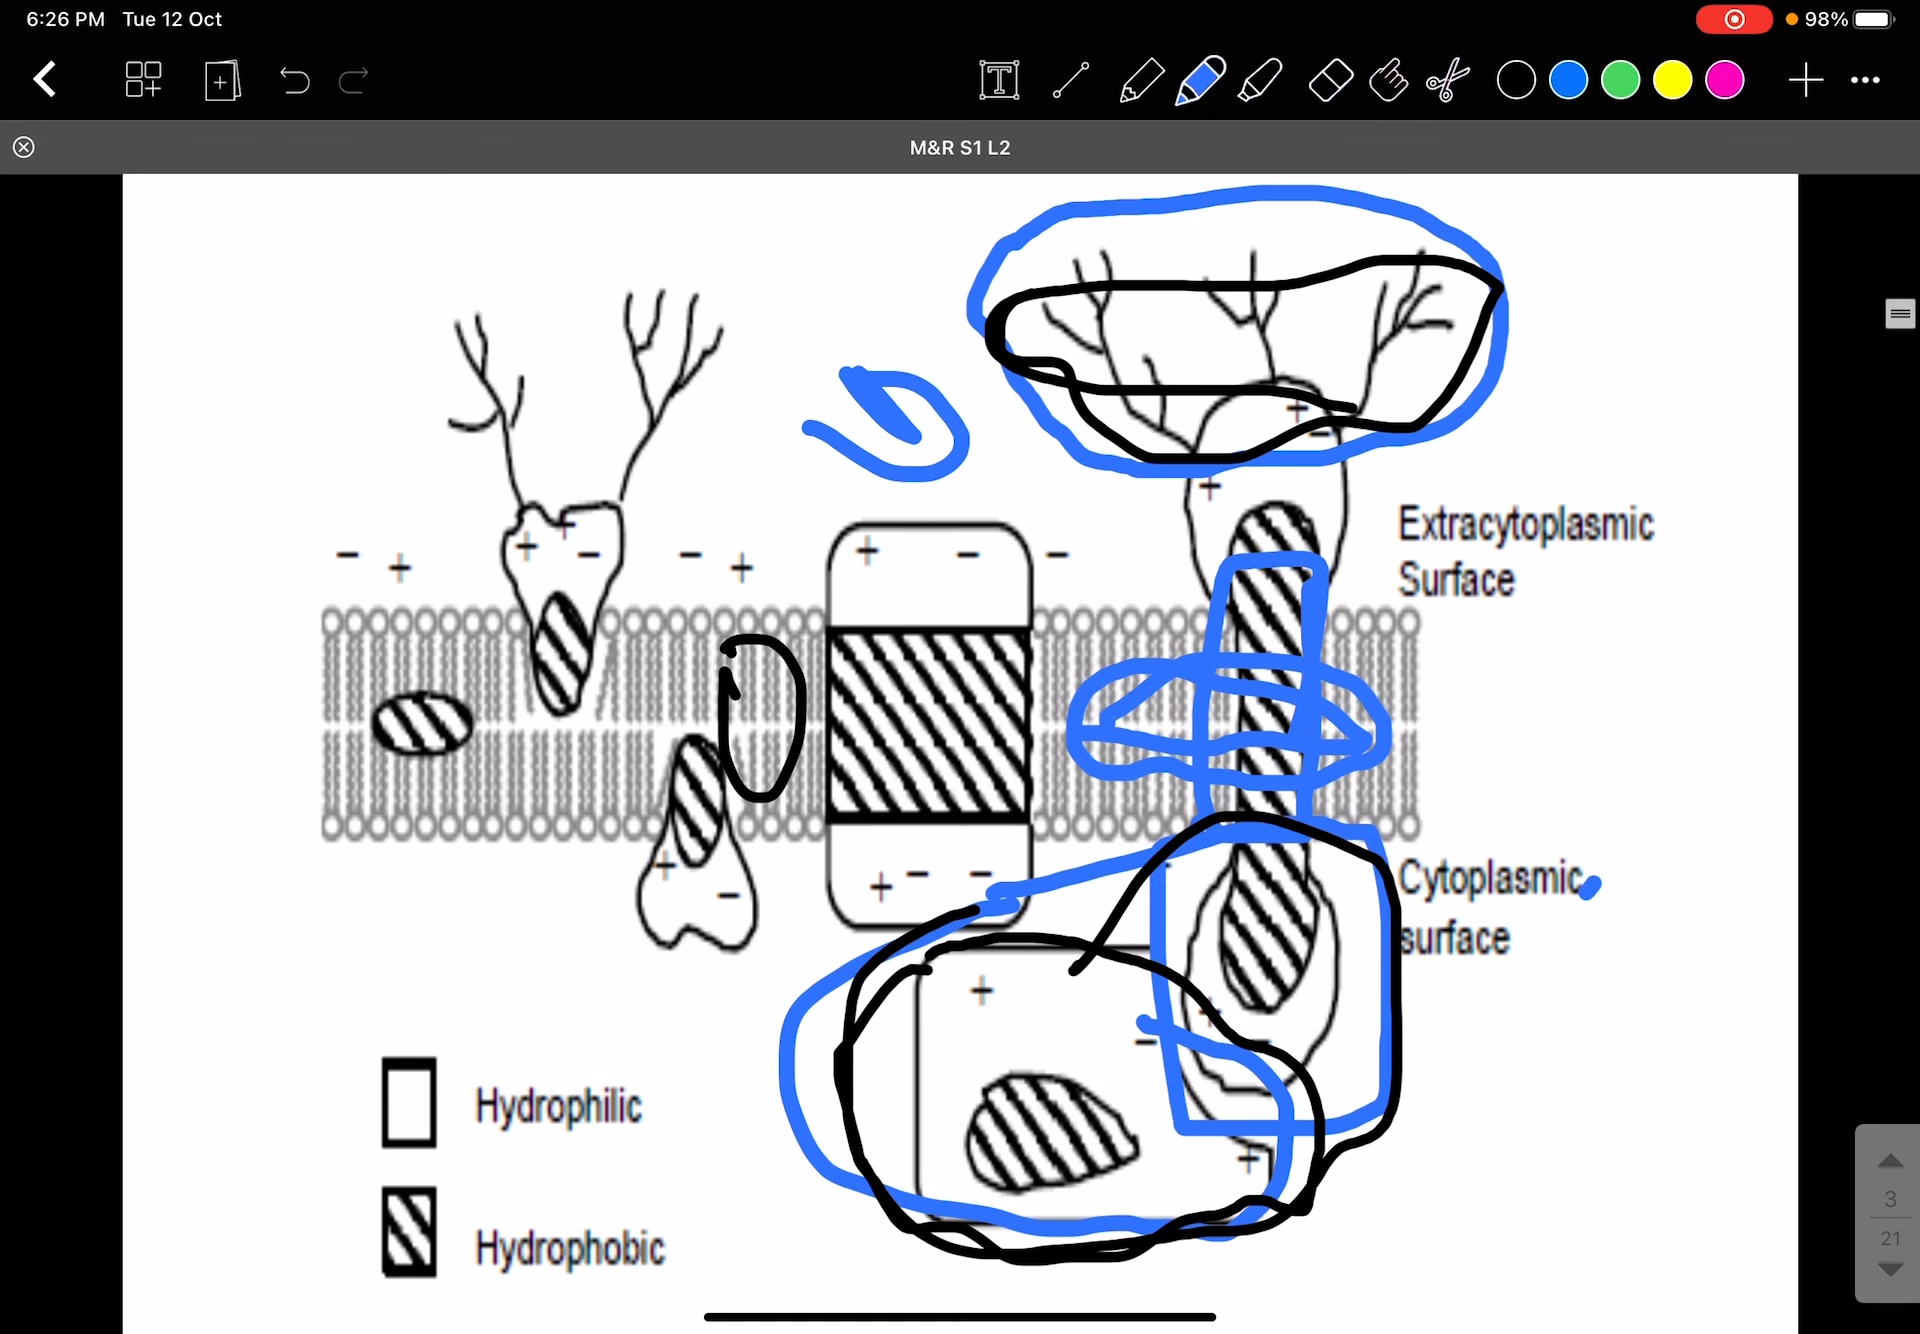 6:26 PM Tue 12 Oct
98%
T
M&R S1 L2
+
-
+
- +
+ + -
- +
+ - -
Extracytoplasmic
Surface
+ -
+ - -
Cytoplasmic
surface
+
-
+
-
+
Hydrophilic
Hydrophobic
3
21